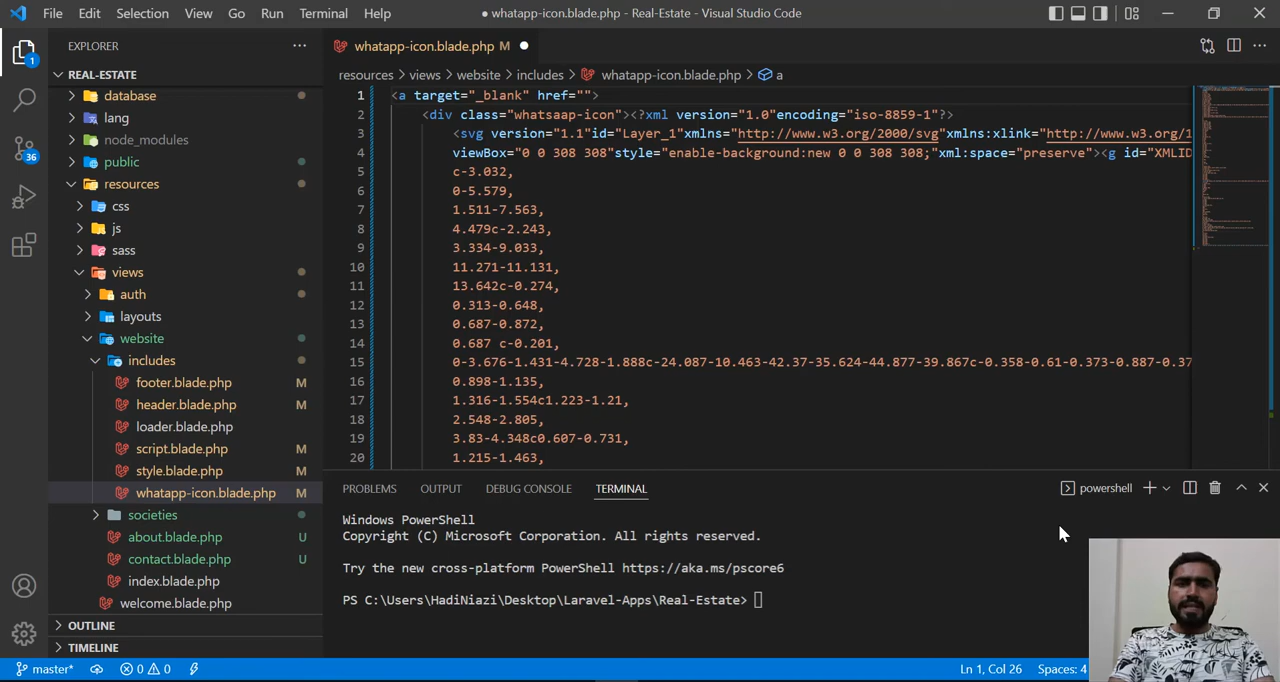 File Edit Selection View Go Run Terminal Help
● whatapp-icon.blade.php - Real-Estate - Visual Studio Code
1
36
EXPLORER
REAL-ESTATE
database
lang
node_modules
public
resources
css
js
sass
views
auth
layouts
website
includes
footer.blade.php M
header.blade.php M
loader.blade.php
script.blade.php M
style.blade.php M
whatapp-icon.blade.php M
societies
about.blade.php U
contact.blade.php U
index.blade.php
welcome.blade.php
OUTLINE
TIMELINE
whatapp-icon.blade.php M
resources > views > website > includes > whatapp-icon.blade.php > a
1 <a target="_blank" href="">
2 <div class="whatsaap-icon"><?xml version="1.0"encoding="iso-8859-1"?>
3 <svg version="1.1"id="Layer_1"xmlns="http://www.w3.org/2000/svg"xmlns:xlink="http://www.w3.org/1
4 viewBox="0 0 308 308"style="enable-background:new 0 0 308 308;"xml:space="preserve"><g id="XMLID
5 c-3.032,
6 0-5.579,
7 1.511-7.563,
8 4.479c-2.243,
9 3.334-9.033,
10 11.271-11.131,
11 13.642c-0.274,
12 0.313-0.648,
13 0.687-0.872,
14 0.687 c-0.201,
15 0-3.676-1.431-4.728-1.888c-24.087-10.463-42.37-35.624-44.877-39.867c-0.358-0.61-0.373-0.887-0.37
16 0.898-1.135,
17 1.316-1.554c1.223-1.21,
18 2.548-2.805,
19 3.83-4.348c0.607-0.731,
20 1.215-1.463,
PROBLEMS OUTPUT DEBUG CONSOLE TERMINAL
powershell
Windows PowerShell
Copyright (C) Microsoft Corporation. All rights reserved.
Try the new cross-platform PowerShell https://aka.ms/pscore6
PS C:\Users\HadiNiazi\Desktop\Laravel-Apps\Real-Estate>
master* 0 0 Ln 1, Col 26 Spaces: 4